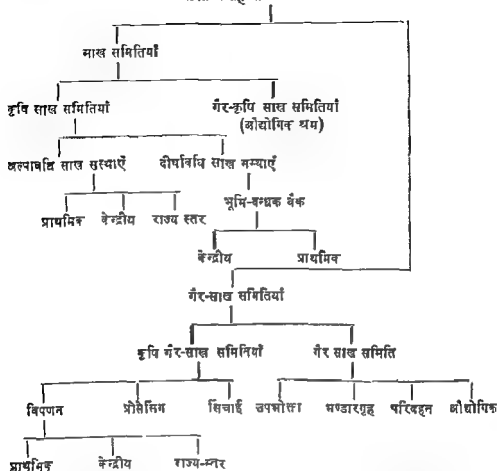 साख समितियाँ
कृषि साख समितियाँ गैर-कृषि साख समितियाँ
(औद्योगिक श्रम)
अल्पावधि साख संस्थाएँ दीर्घावधि साख संस्थाएँ
प्राथमिक केन्द्रीय राज्य स्तर भूमि-बन्धक बैंक
केन्द्रीय प्राथमिक
गैर-साख समितियाँ
कृषि गैर-साख समितियाँ गैर साख समिति
विपणन प्रोसेसिंग सिंचाई उपभोक्ता भण्डारगृह परिवहन औद्योगिक
प्राथमिक केन्द्रीय राज्य-स्तर